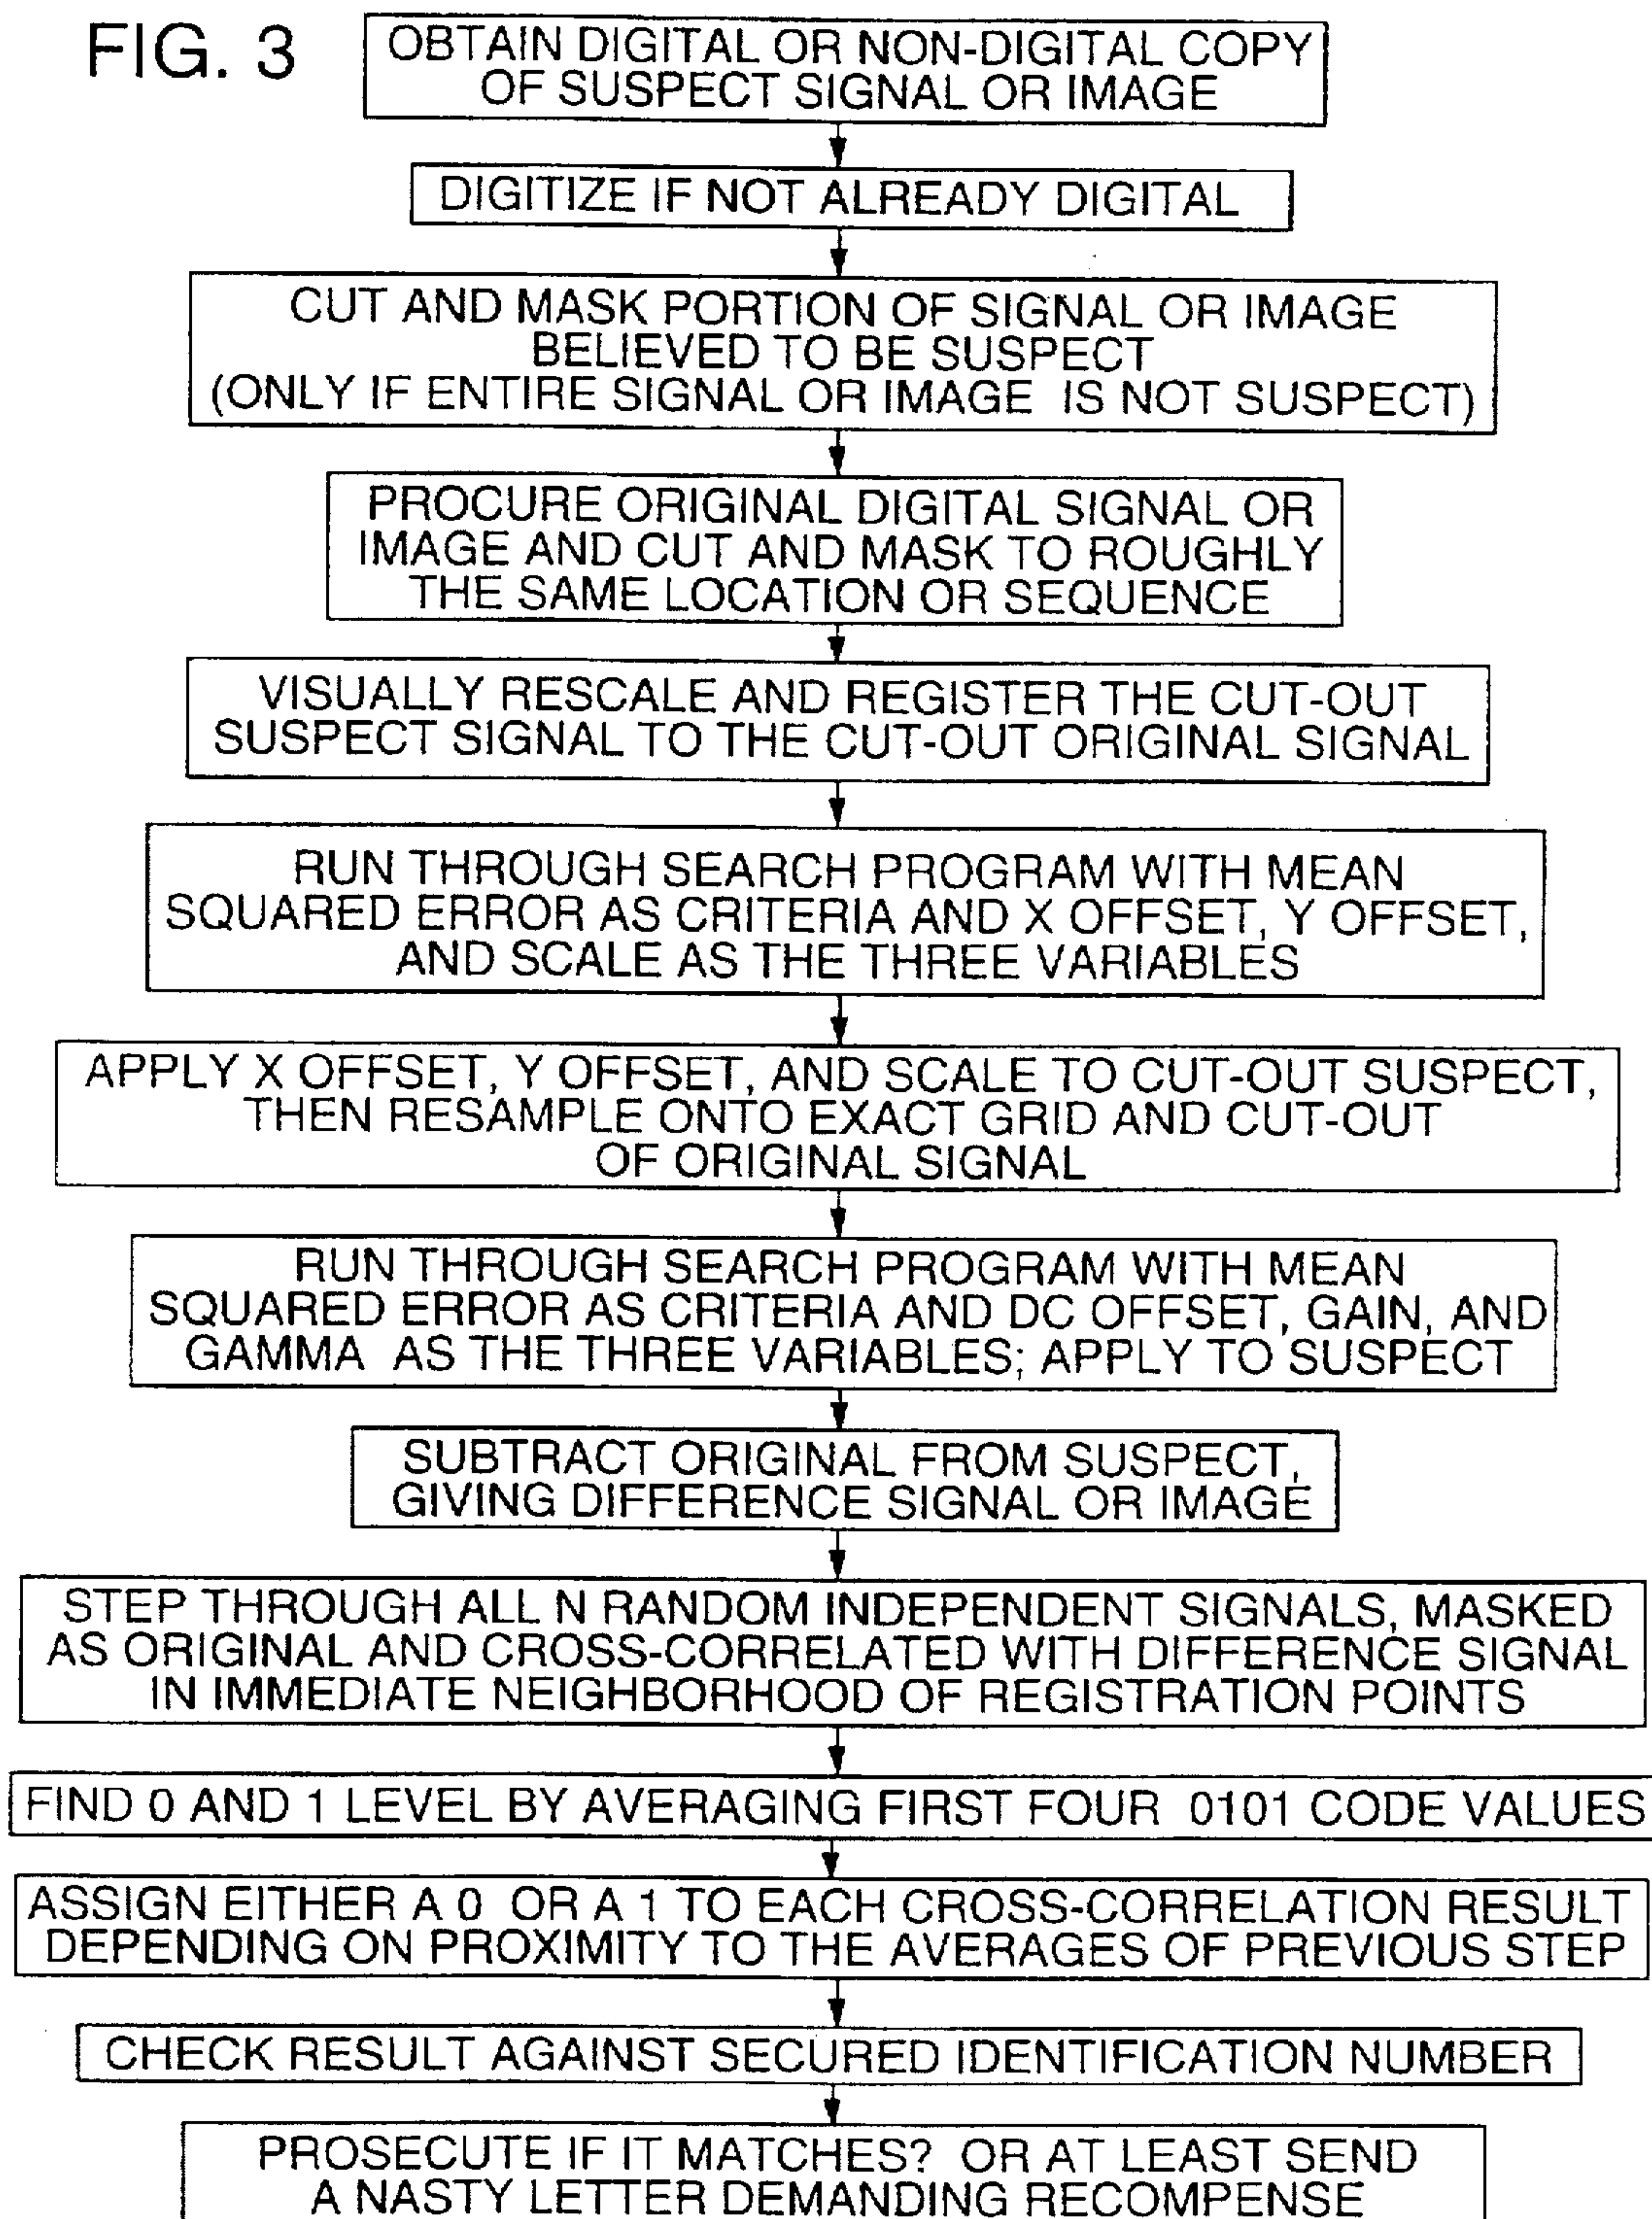 FIG. 3
OBTAIN DIGITAL OR NON-DIGITAL COPY
OF SUSPECT SIGNAL OR IMAGE
DIGITIZE IF NOT ALREADY DIGITAL
CUT AND MASK PORTION OF SIGNAL OR IMAGE
BELIEVED TO BE SUSPECT
(ONLY IF ENTIRE SIGNAL OR IMAGE IS NOT SUSPECT)
PROCURE ORIGINAL DIGITAL SIGNAL OR
IMAGE AND CUT AND MASK TO ROUGHLY
THE SAME LOCATION OR SEQUENCE
VISUALLY RESCALE AND REGISTER THE CUT-OUT
SUSPECT SIGNAL TO THE CUT-OUT ORIGINAL SIGNAL
RUN THROUGH SEARCH PROGRAM WITH MEAN
SQUARED ERROR AS CRITERIA AND X OFFSET, Y OFFSET,
AND SCALE AS THE THREE VARIABLES
APPLY X OFFSET, Y OFFSET, AND SCALE TO CUT-OUT SUSPECT,
THEN RESAMPLE ONTO EXACT GRID AND CUT-OUT
OF ORIGINAL SIGNAL
RUN THROUGH SEARCH PROGRAM WITH MEAN
SQUARED ERROR AS CRITERIA AND DC OFFSET, GAIN, AND
GAMMA AS THE THREE VARIABLES; APPLY TO SUSPECT
SUBTRACT ORIGINAL FROM SUSPECT,
GIVING DIFFERENCE SIGNAL OR IMAGE
STEP THROUGH ALL N RANDOM INDEPENDENT SIGNALS, MASKED
AS ORIGINAL AND CROSS-CORRELATED WITH DIFFERENCE SIGNAL
IN IMMEDIATE NEIGHBORHOOD OF REGISTRATION POINTS
FIND 0 AND 1 LEVEL BY AVERAGING FIRST FOUR 0101 CODE VALUES
ASSIGN EITHER A 0 OR A 1 TO EACH CROSS-CORRELATION RESULT
DEPENDING ON PROXIMITY TO THE AVERAGES OF PREVIOUS STEP
CHECK RESULT AGAINST SECURED IDENTIFICATION NUMBER
PROSECUTE IF IT MATCHES? OR AT LEAST SEND
A NASTY LETTER DEMANDING RECOMPENSE